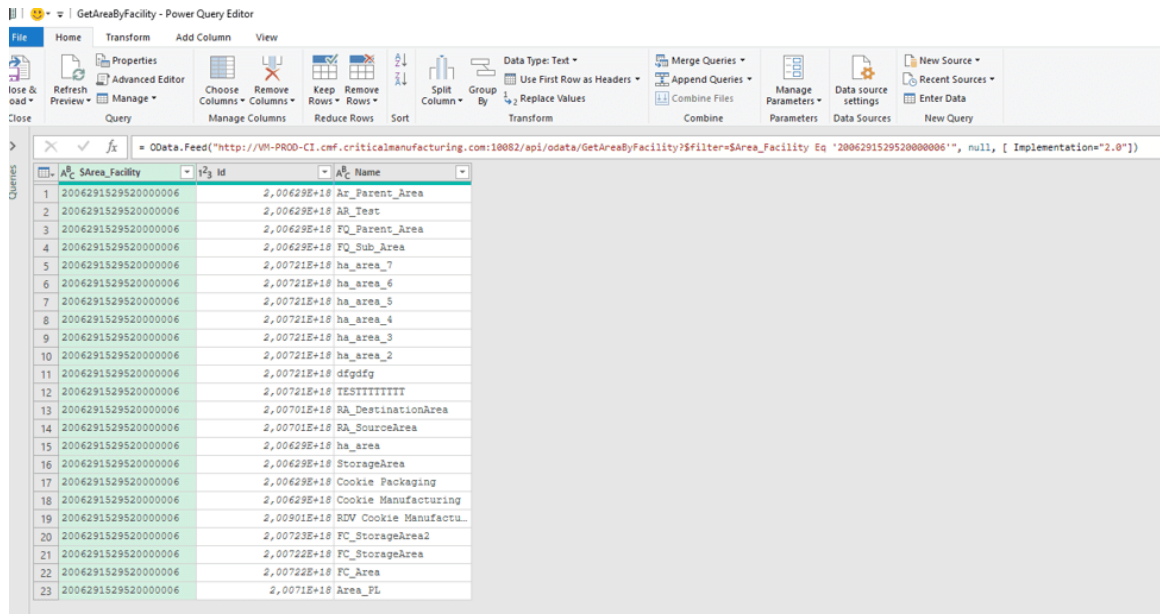 GetAreaByFacility - Power Query Editor
File Home Transform Add Column View
Close & Load
Close
Refresh Preview
Properties
Advanced Editor
Manage
Query
Choose Columns
Remove Columns
Manage Columns
Keep Rows
Remove Rows
Reduce Rows
Sort
Split Column
Group By
Data Type: Text
Use First Row as Headers
Replace Values
Transform
Merge Queries
Append Queries
Combine Files
Combine
Manage Parameters
Parameters
Data source settings
Data Sources
New Source
Recent Sources
Enter Data
New Query
= OData.Feed("http://VM-PROD-CI.cmf.criticalmanufacturing.com:10082/api/odata/GetAreaByFacility?$filter=$Area_Facility Eq '2006291529520000006'", null, [ Implementation="2.0"])
Queries
$Area_Facility Id Name
1 2006291529520000006 2,00629E+18 Ar_Parent_Area
2 2006291529520000006 2,00629E+18 AR_Test
3 2006291529520000006 2,00629E+18 FQ_Parent_Area
4 2006291529520000006 2,00629E+18 FQ_Sub_Area
5 2006291529520000006 2,00721E+18 ha_area_7
6 2006291529520000006 2,00721E+18 ha_area_6
7 2006291529520000006 2,00721E+18 ha_area_5
8 2006291529520000006 2,00721E+18 ha_area_4
9 2006291529520000006 2,00721E+18 ha_area_3
10 2006291529520000006 2,00721E+18 ha_area_2
11 2006291529520000006 2,00721E+18 dfgdfg
12 2006291529520000006 2,00721E+18 TESTTTTTTTT
13 2006291529520000006 2,00701E+18 RA_DestinationArea
14 2006291529520000006 2,00701E+18 RA_SourceArea
15 2006291529520000006 2,00629E+18 ha_area
16 2006291529520000006 2,00629E+18 StorageArea
17 2006291529520000006 2,00629E+18 Cookie Packaging
18 2006291529520000006 2,00629E+18 Cookie Manufacturing
19 2006291529520000006 2,00901E+18 RDV Cookie Manufactu...
20 2006291529520000006 2,00723E+18 FC_StorageArea2
21 2006291529520000006 2,00722E+18 FC_StorageArea
22 2006291529520000006 2,00722E+18 FC_Area
23 2006291529520000006 2,0071E+18 Area_PL